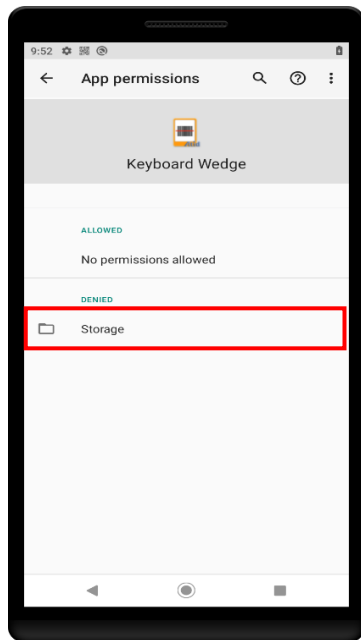 9:52
App permissions
Keyboard Wedge
ALLOWED
No permissions allowed
DENIED
Storage